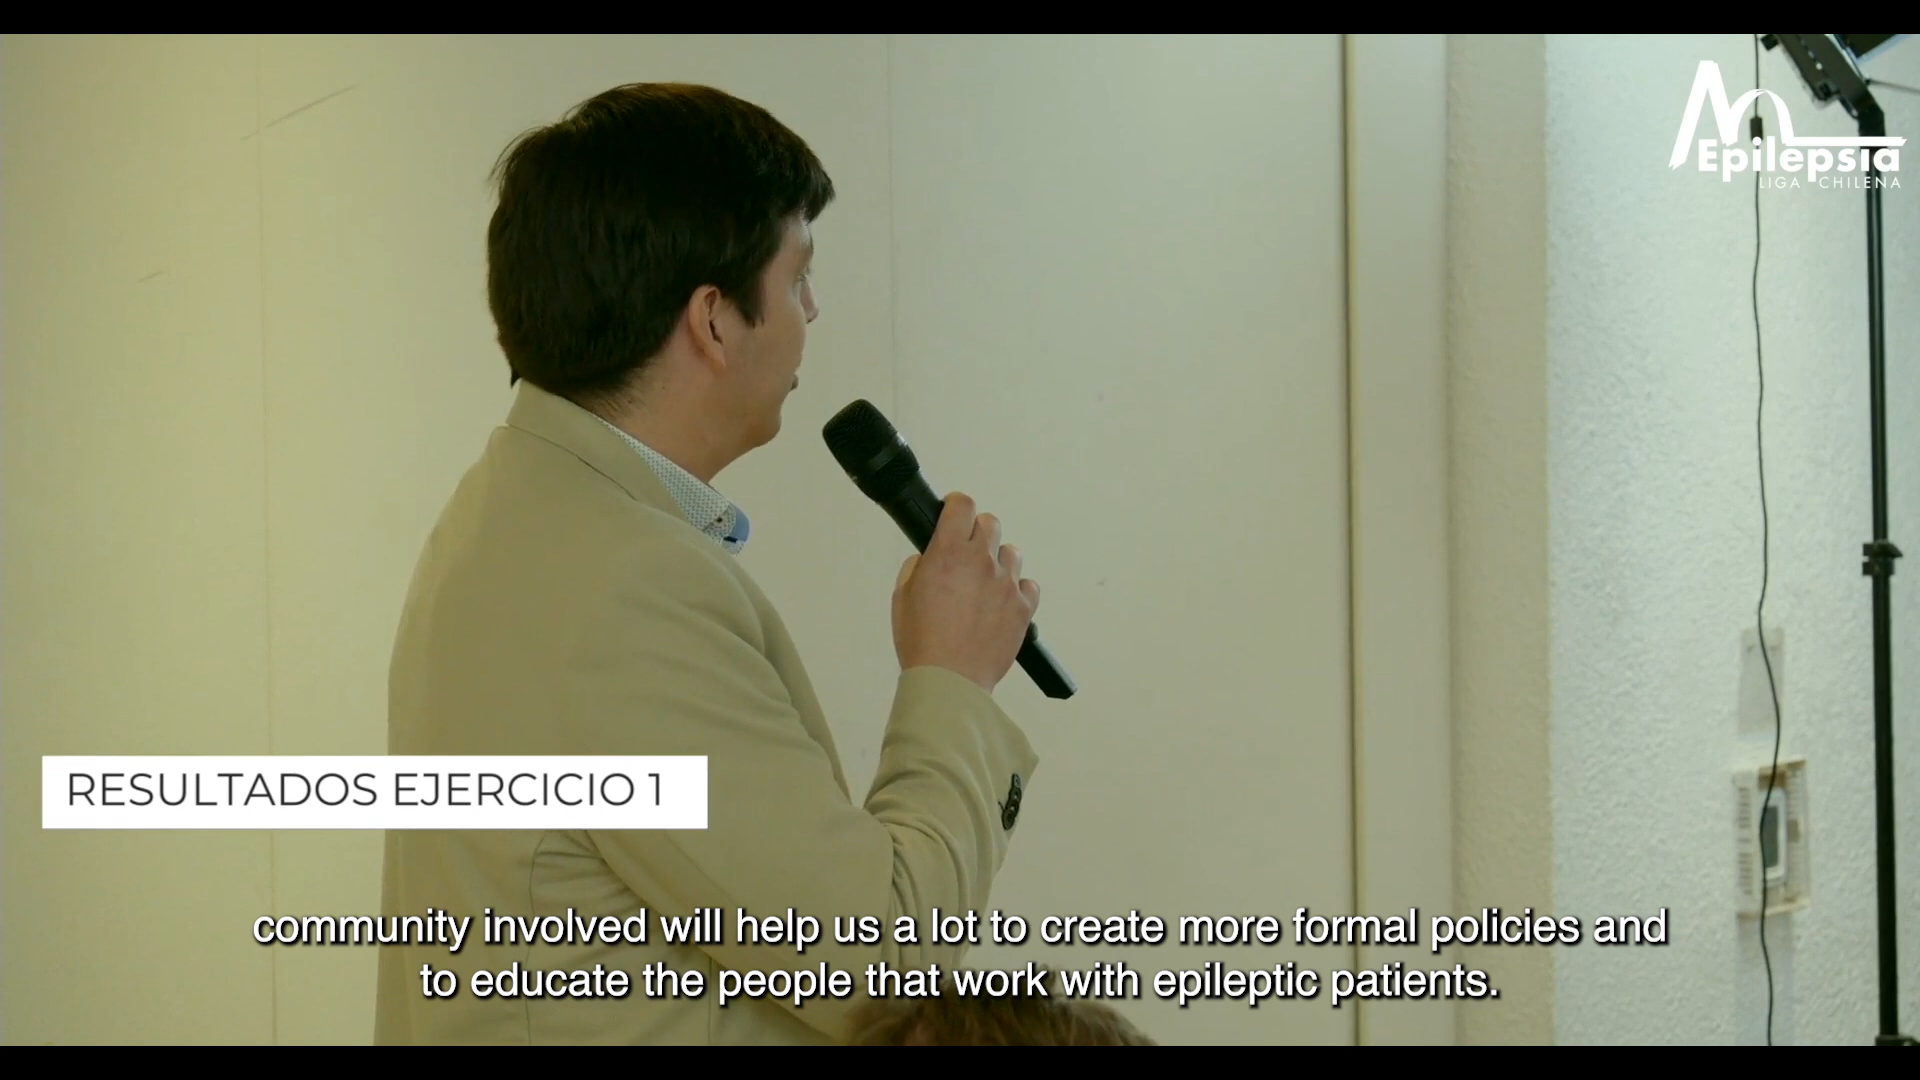 Epilepsia
LIGA CHILENA
RESULTADOS EJERCICIO 1
community involved will help us a lot to create more formal policies and
to educate the people that work with epileptic patients.